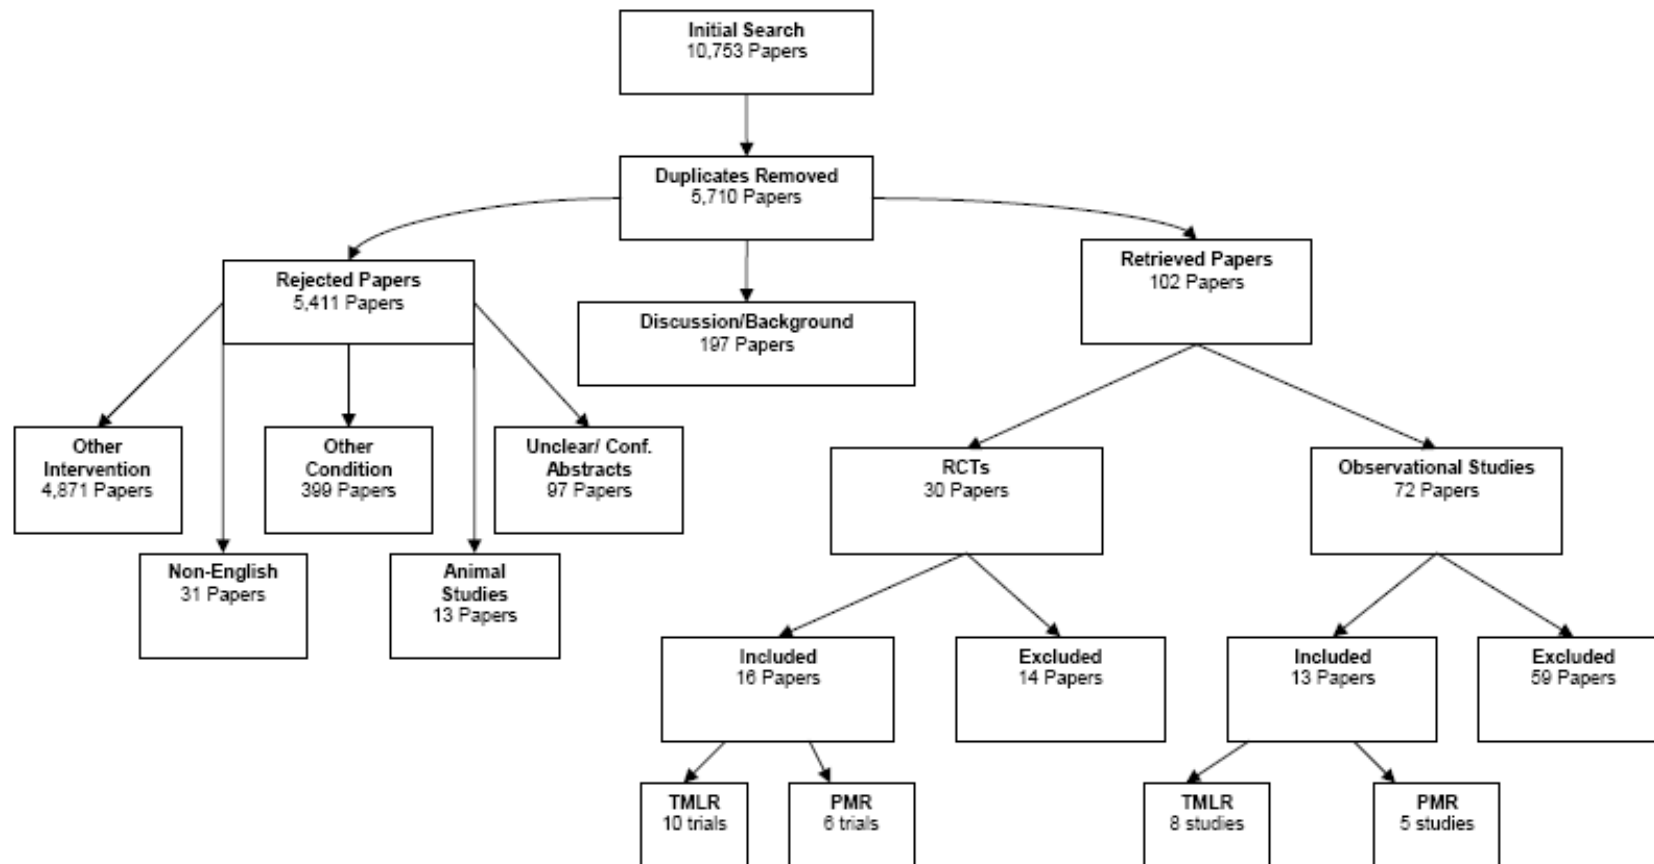 Initial Search
10,753 Papers
Duplicates Removed
5,710 Papers
Rejected Papers
5,411 Papers
Discussion/Background
197 Papers
Retrieved Papers
102 Papers
Other
Intervention
4,871 Papers
Other
Condition
399 Papers
Unclear/ Conf.
Abstracts
97 Papers
Non-English
31 Papers
Animal
Studies
13 Papers
RCTs
30 Papers
Observational Studies
72 Papers
Included
16 Papers
Excluded
14 Papers
Included
13 Papers
Excluded
59 Papers
TMLR
10 trials
PMR
6 trials
TMLR
8 studies
PMR
5 studies